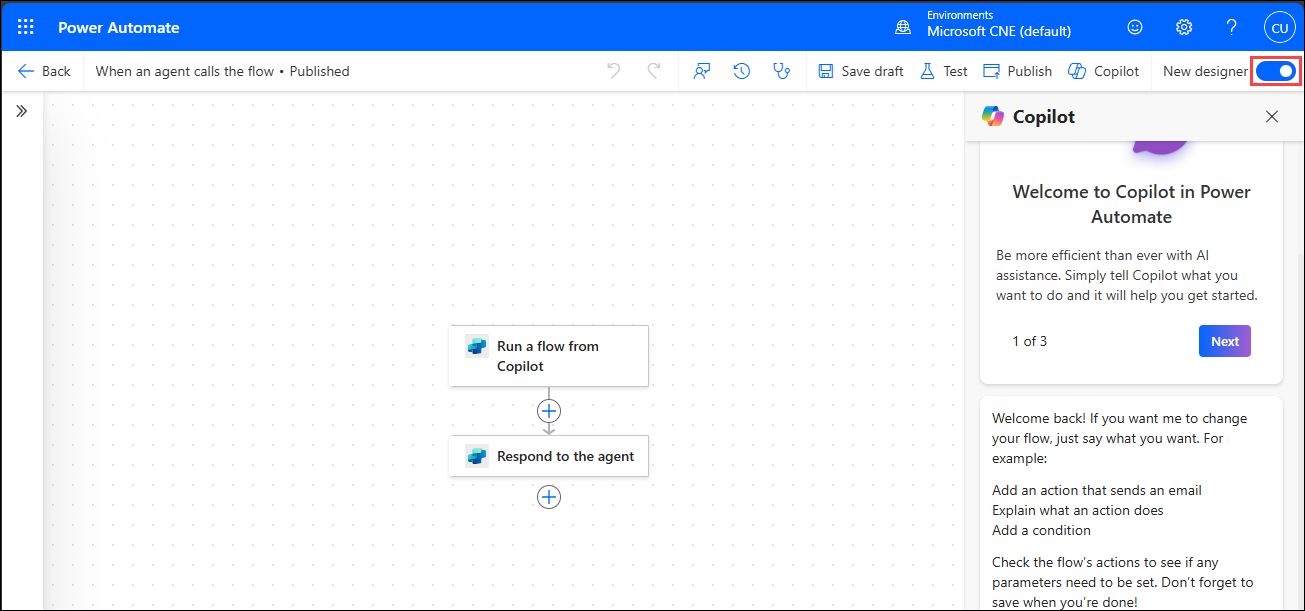 Power Automate
Environments
Microsoft CNE (default)
CU
Back
When an agent calls the flow • Published
Save draft
Test
Publish
Copilot
New designer
Run a flow from
Copilot
Respond to the agent
Copilot
Welcome to Copilot in Power
Automate
Be more efficient than ever with AI
assistance. Simply tell Copilot what you
want to do and it will help you get started.
1 of 3
Next
Welcome back! If you want me to change
your flow, just say what you want. For
example:
Add an action that sends an email
Explain what an action does
Add a condition
Check the flow's actions to see if any
parameters need to be set. Don't forget to
save when you're done!